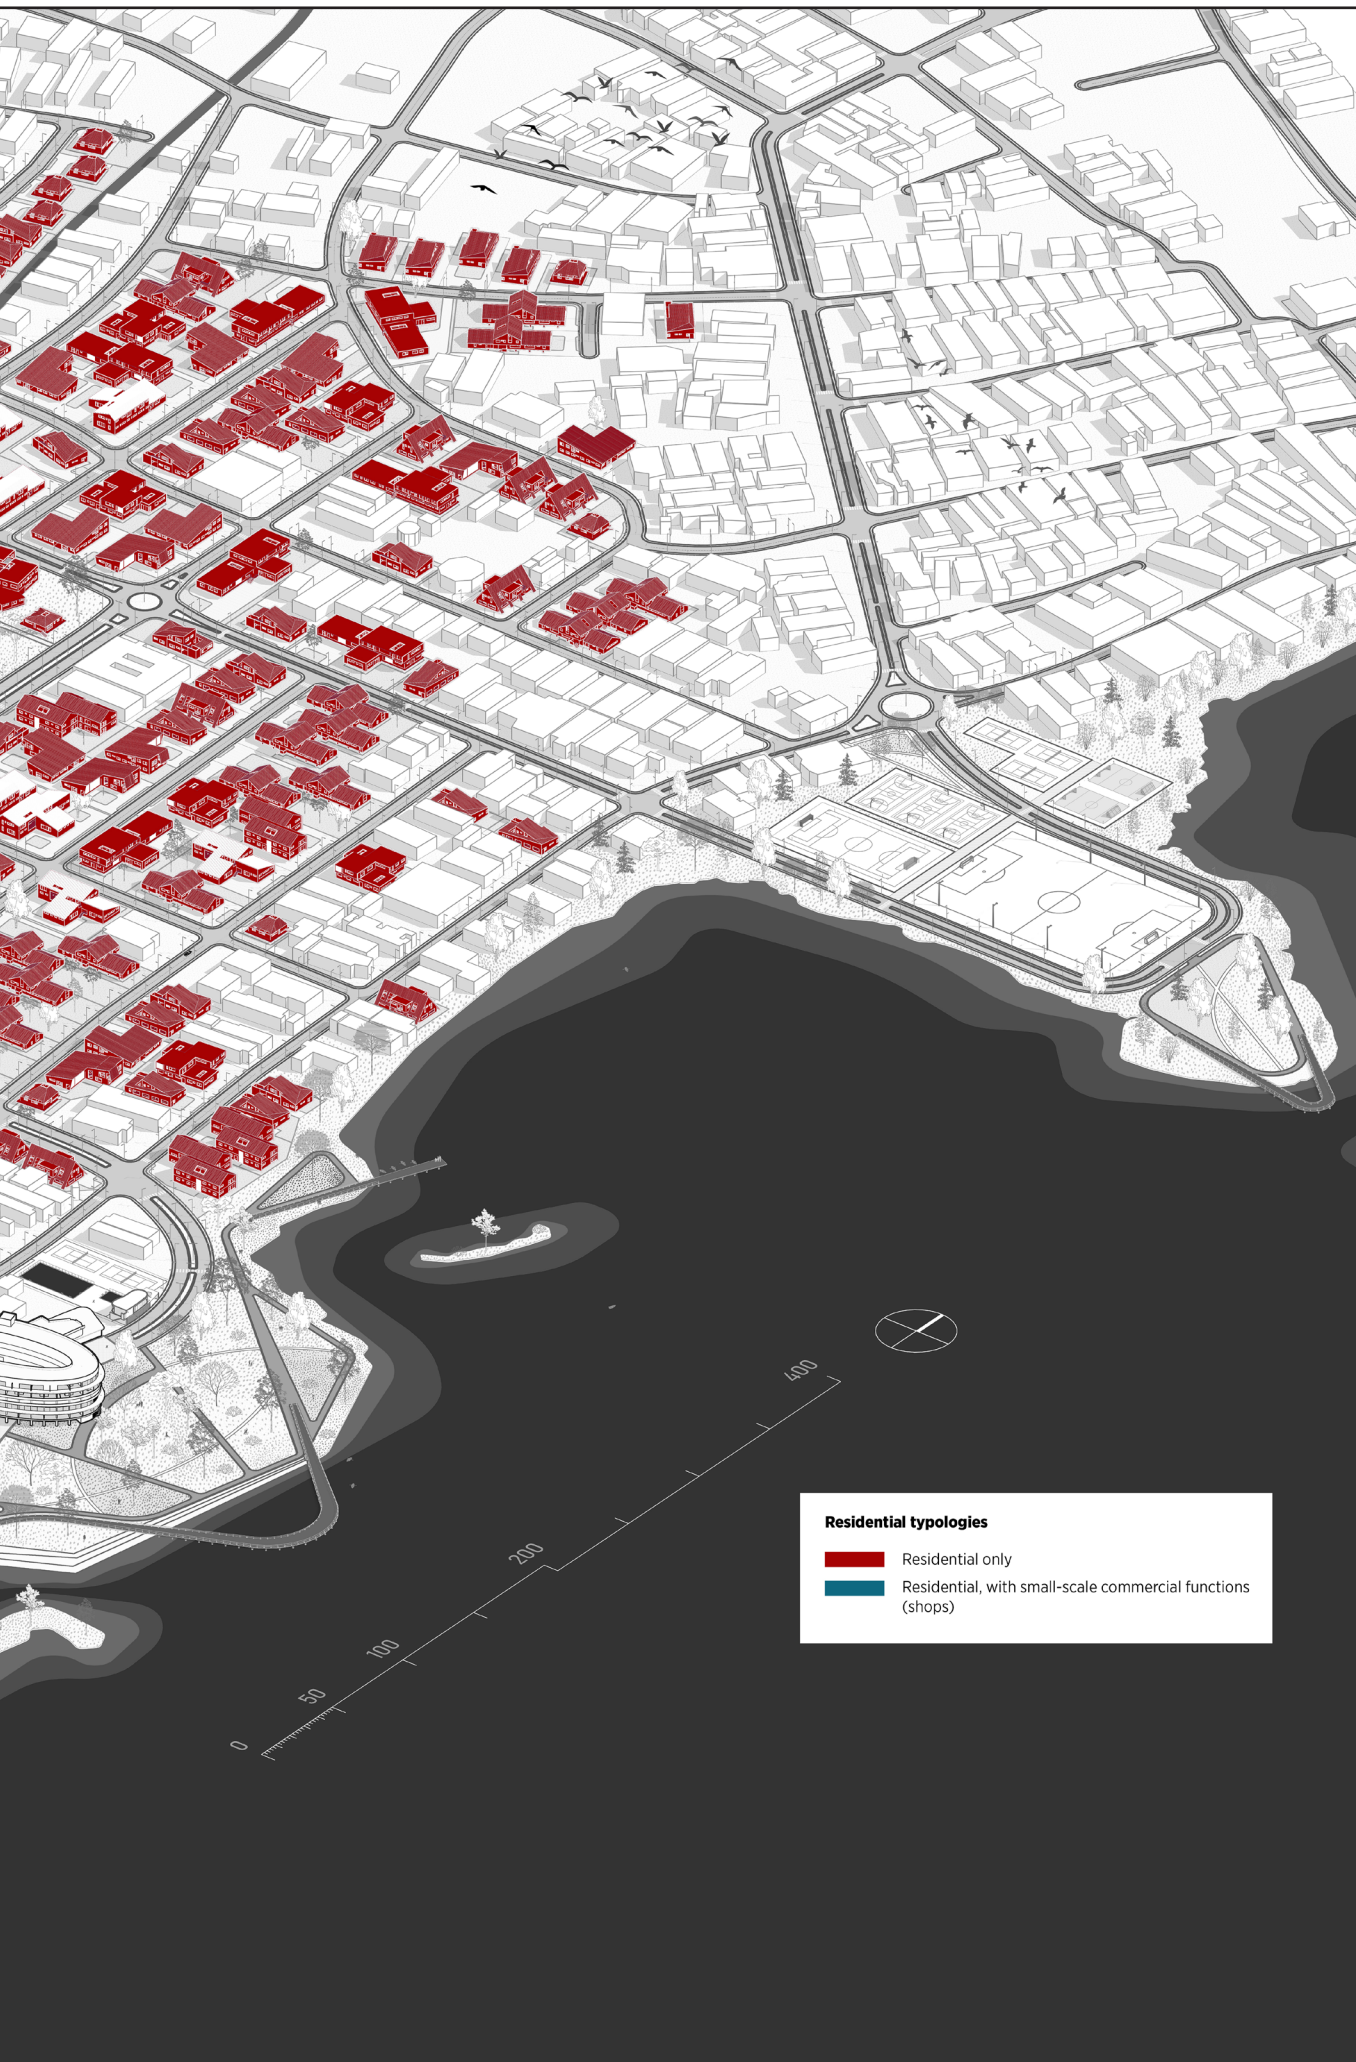 400
200
100
50
0
Residential typologies
Residential only
Residential, with small-scale commercial functions
(shops)